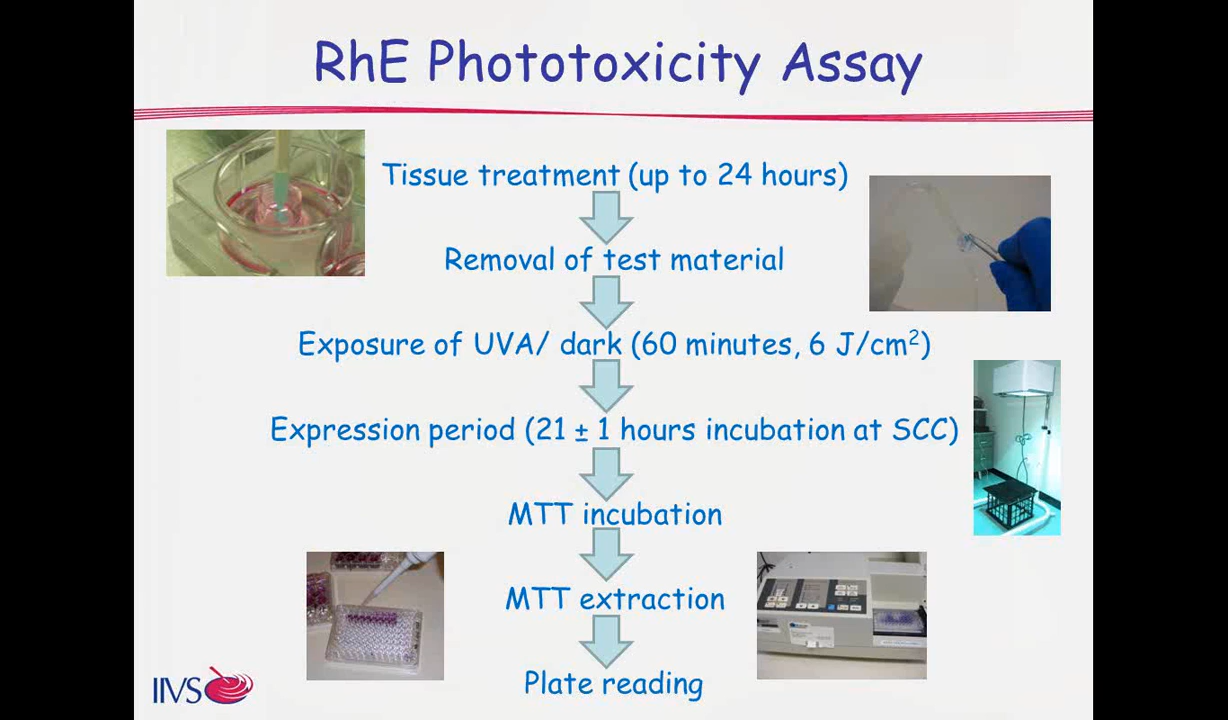 RhE Phototoxicity Assay
Tissue treatment (up to 24 hours)
Removal of test material
Exposure of UVA/ dark (60 minutes, 6 J/cm²)
Expression period (21 ± 1 hours incubation at SCC)
MTT incubation
MTT extraction
Plate reading
IIVS